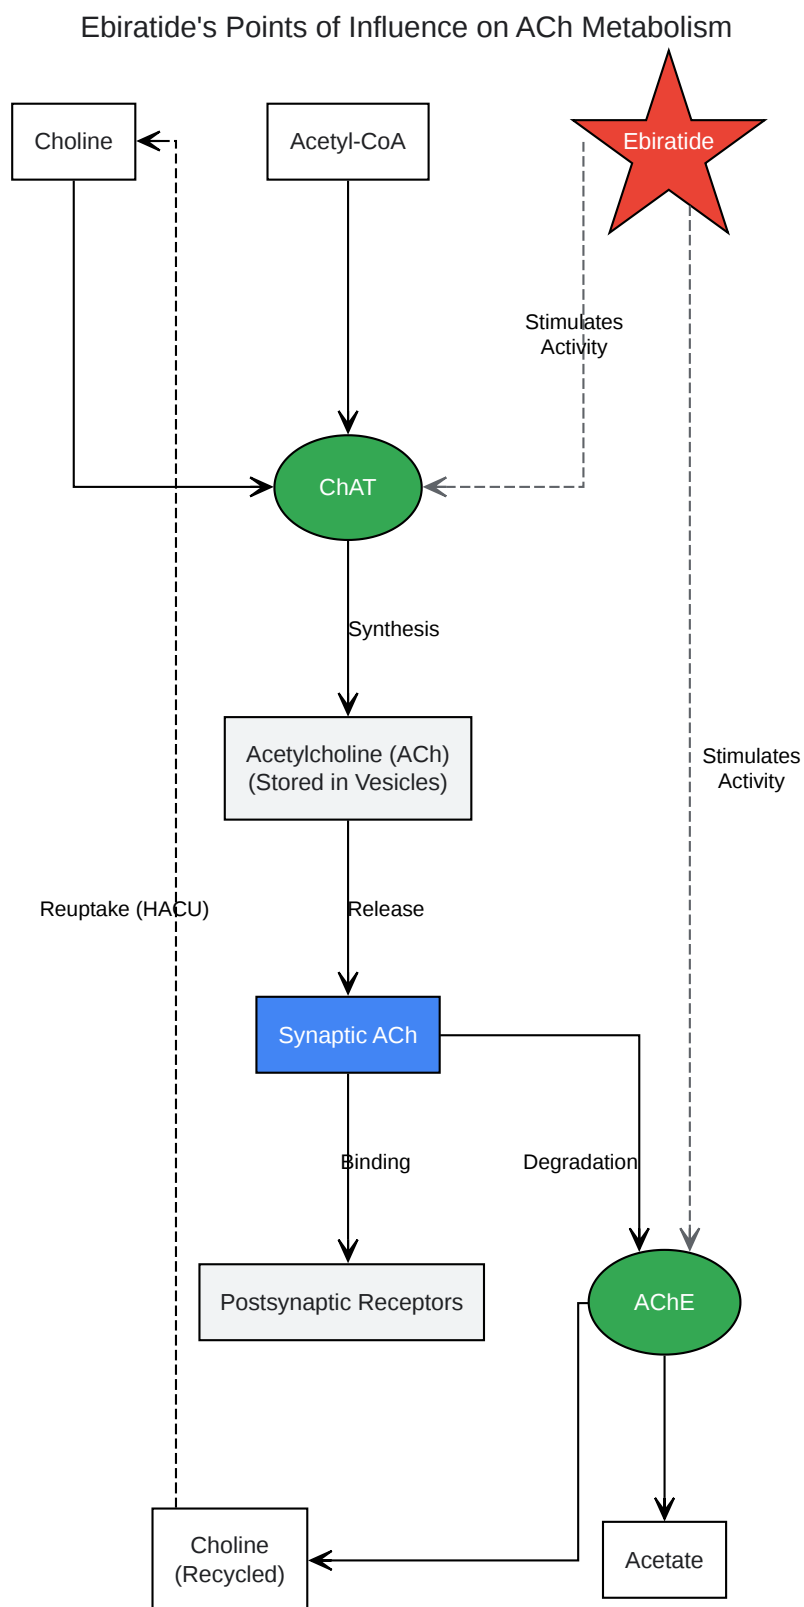 Ebiratide's Points of Influence on ACh Metabolism
Choline
Acetyl-CoA
Ebiratide
Stimulates
Activity
ChAT
Synthesis
Acetylcholine (ACh)
(Stored in Vesicles)
Stimulates
Activity
Reuptake (HACU)
Release
Synaptic ACh
Binding
Degradation
Postsynaptic Receptors
AChE
Choline
(Recycled)
Acetate